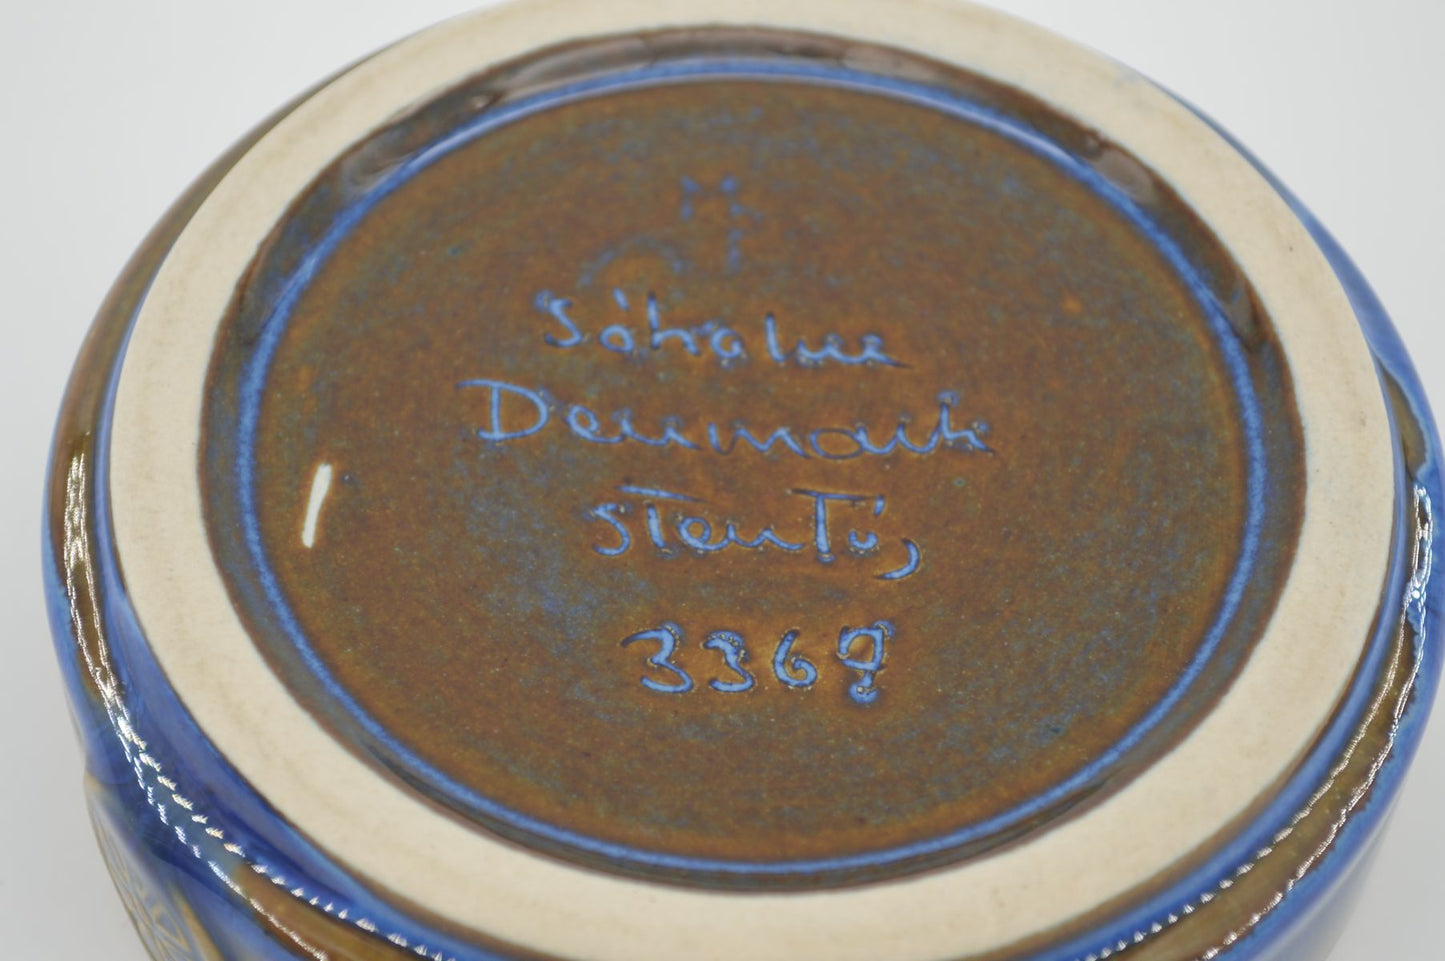 Søholm
Denmark
Stentøj
3368